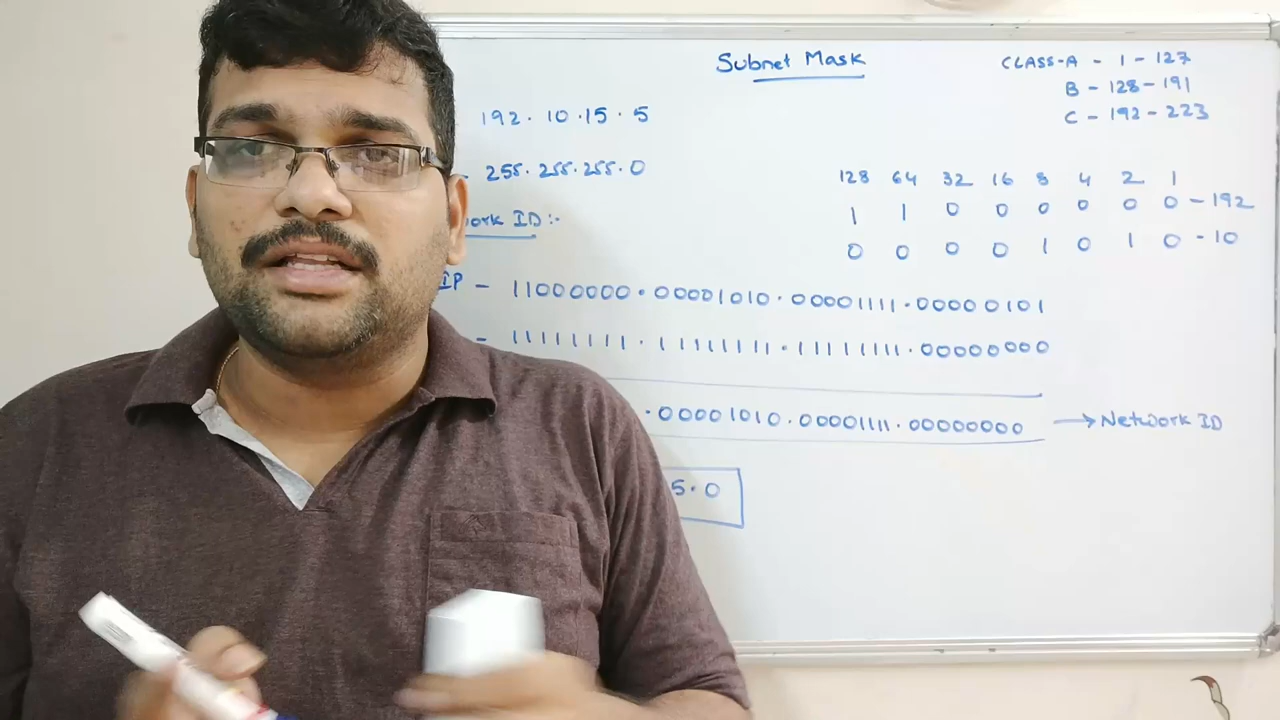 Subnet Mask
CLASS-A - 1 - 127
B - 128 - 191
C - 192 - 223
192 . 10 . 15 . 5
- 255. 255. 255. 0
ork ID :-
128 64 32 16 8 4 2 1
1 1 0 0 0 0 0 0 - 192
0 0 0 0 1 0 1 0 - 10
IP - 11000000 . 00001010 . 00001111 . 00000101
- 11111111 . 11111111 . 11111111 . 00000000
. 00001010 . 00001111 . 00000000 → Network ID
5 . 0